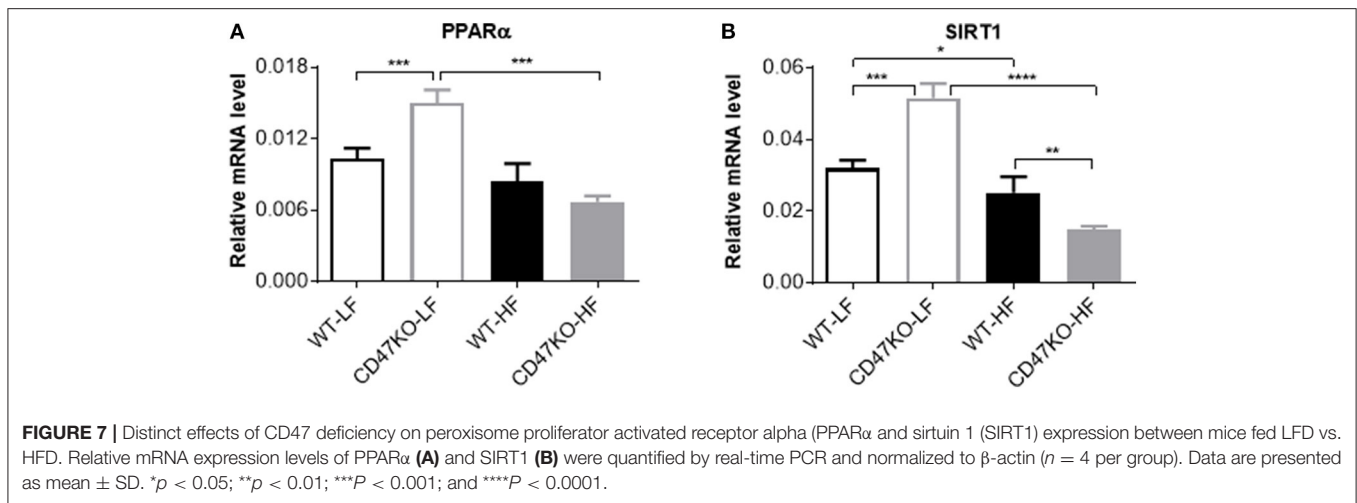 A
PPARα
Relative mRNA level
0.018
0.012
0.006
0.000
***
***
WT-LF
CD47KO-LF
WT-HF
CD47KO-HF
B
SIRT1
Relative mRNA level
0.06
0.04
0.02
0.00
*
***
****
**
WT-LF
CD47KO-LF
WT-HF
CD47KO-HF
FIGURE 7 | Distinct effects of CD47 deficiency on peroxisome proliferator activated receptor alpha (PPARα and sirtuin 1 (SIRT1) expression between mice fed LFD vs.
HFD. Relative mRNA expression levels of PPARα (A) and SIRT1 (B) were quantified by real-time PCR and normalized to β-actin (n = 4 per group). Data are presented
as mean ± SD. *p < 0.05; **p < 0.01; ***P < 0.001; and ****P < 0.0001.